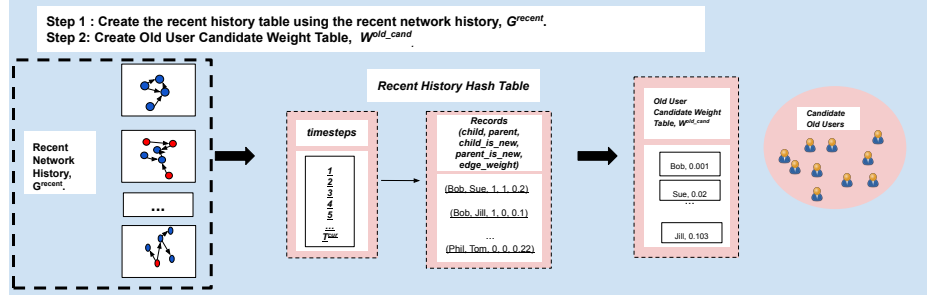 Step 1 : Create the recent history table using the recent network history, G^recent.
Step 2: Create Old User Candidate Weight Table, W^old_cand.
Recent
Network
History,
G^recent.
...
Recent History Hash Table
timesteps
1
2
3
4
5
...
T^cur
Records
(child, parent,
child_is_new,
parent_is_new,
edge_weight)
(Bob, Sue, 1, 1, 0.2)
(Bob, Jill, 1, 0, 0.1)
...
(Phil, Tom, 0, 0, 0.22)
Old User
Candidate Weight
Table, W^old_cand
Bob, 0.001
Sue, 0.02
...
Jill, 0.103
Candidate
Old Users